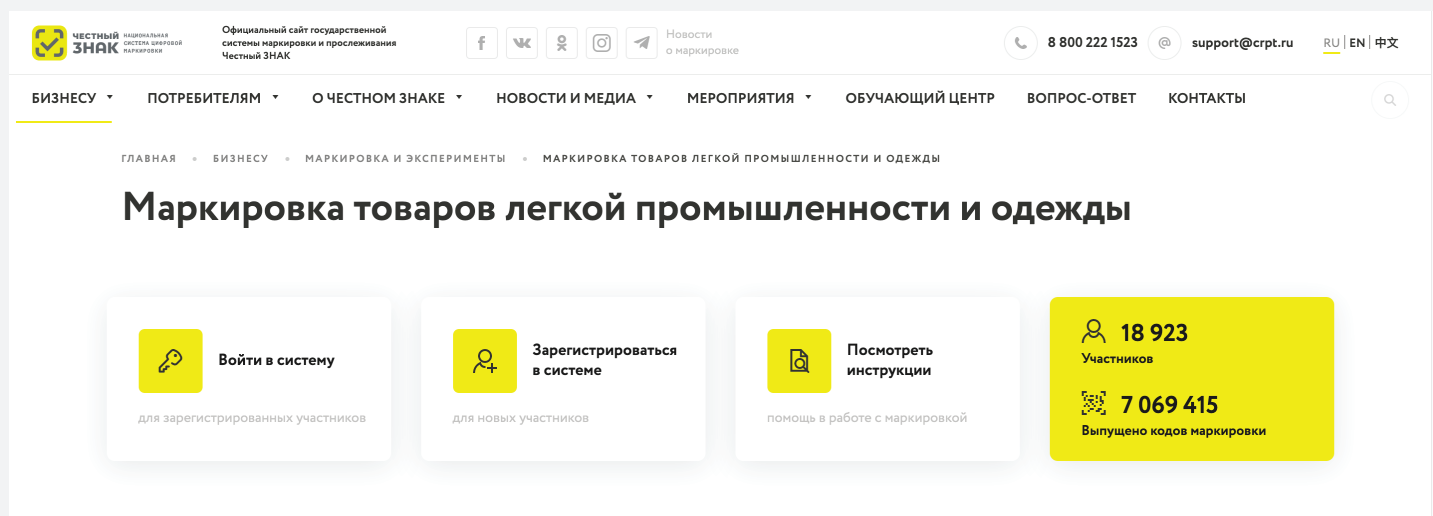 ЧЕСТНЫЙ
ЗНАК
НАЦИОНАЛЬНАЯ
СИСТЕМА ЦИФРОВОЙ
МАРКИРОВКИ
Официальный сайт государственной
системы маркировки и прослеживания
Честный ЗНАК
Новости
о маркировке
8 800 222 1523
@
support@crpt.ru
RU | EN | 中文
БИЗНЕСУ ПОТРЕБИТЕЛЯМ О ЧЕСТНОМ ЗНАКЕ НОВОСТИ И МЕДИА МЕРОПРИЯТИЯ ОБУЧАЮЩИЙ ЦЕНТР ВОПРОС-ОТВЕТ КОНТАКТЫ
ГЛАВНАЯ • БИЗНЕСУ • МАРКИРОВКА И ЭКСПЕРИМЕНТЫ • МАРКИРОВКА ТОВАРОВ ЛЕГКОЙ ПРОМЫШЛЕННОСТИ И ОДЕЖДЫ
Маркировка товаров легкой промышленности и одежды
Войти в систему
для зарегистрированных участников
Зарегистрироваться
в системе
для новых участников
Посмотреть
инструкции
помощь в работе с маркировкой
18 923
Участников
7 069 415
Выпущено кодов маркировки